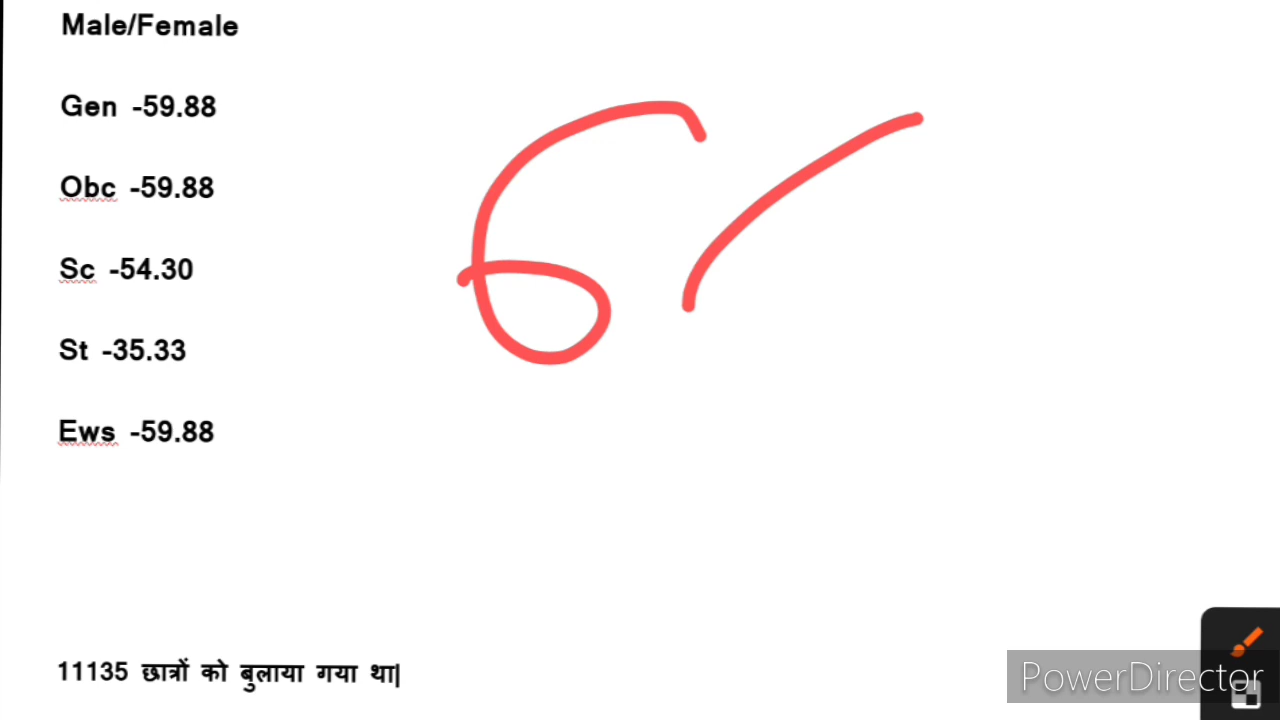 Male/Female
Gen -59.88
Obc -59.88
Sc -54.30
St -35.33
Ews -59.88
6
11135 छात्रों को बुलाया गया था|
PowerDirector